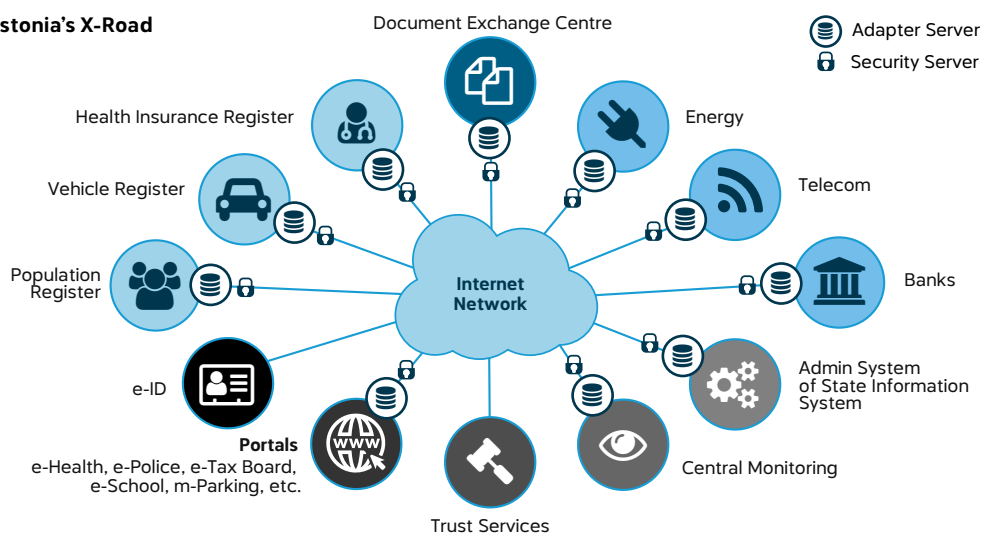 stonia's X-Road
Document Exchange Centre
Adapter Server
Security Server
Health Insurance Register
Energy
Vehicle Register
Telecom
Population
Register
Internet
Network
Banks
e-ID
Admin System
of State Information
System
Portals
e-Health, e-Police, e-Tax Board,
e-School, m-Parking, etc.
www
Central Monitoring
Trust Services